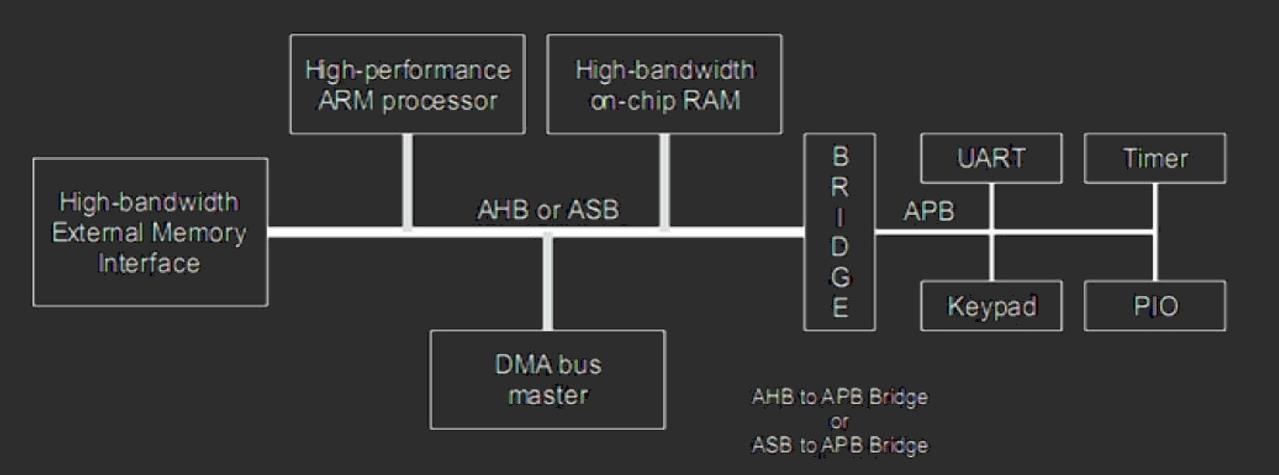 High-performance
ARM processor
High-bandwidth
on-chip RAM
High-bandwidth
External Memory
Interface
AHB or ASB
B
R
I
D
G
E
APB
UART
Timer
Keypad
PIO
DMA bus
master
AHB to APB Bridge
or
ASB to APB Bridge